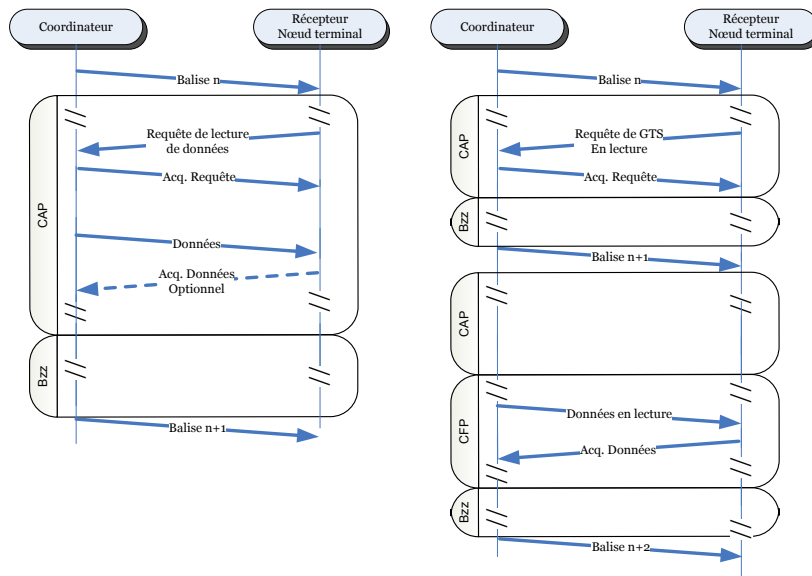 Coordinateur
Récepteur
Nœud terminal
Balise n
CAP
Requête de lecture
de données
Acq. Requête
Données
Acq. Données
Optionnel
Bzz
Balise n+1
Coordinateur
Récepteur
Nœud terminal
Balise n
CAP
Requête de GTS
En lecture
Acq. Requête
Bzz
Balise n+1
CAP
CFP
Données en lecture
Acq. Données
Bzz
Balise n+2